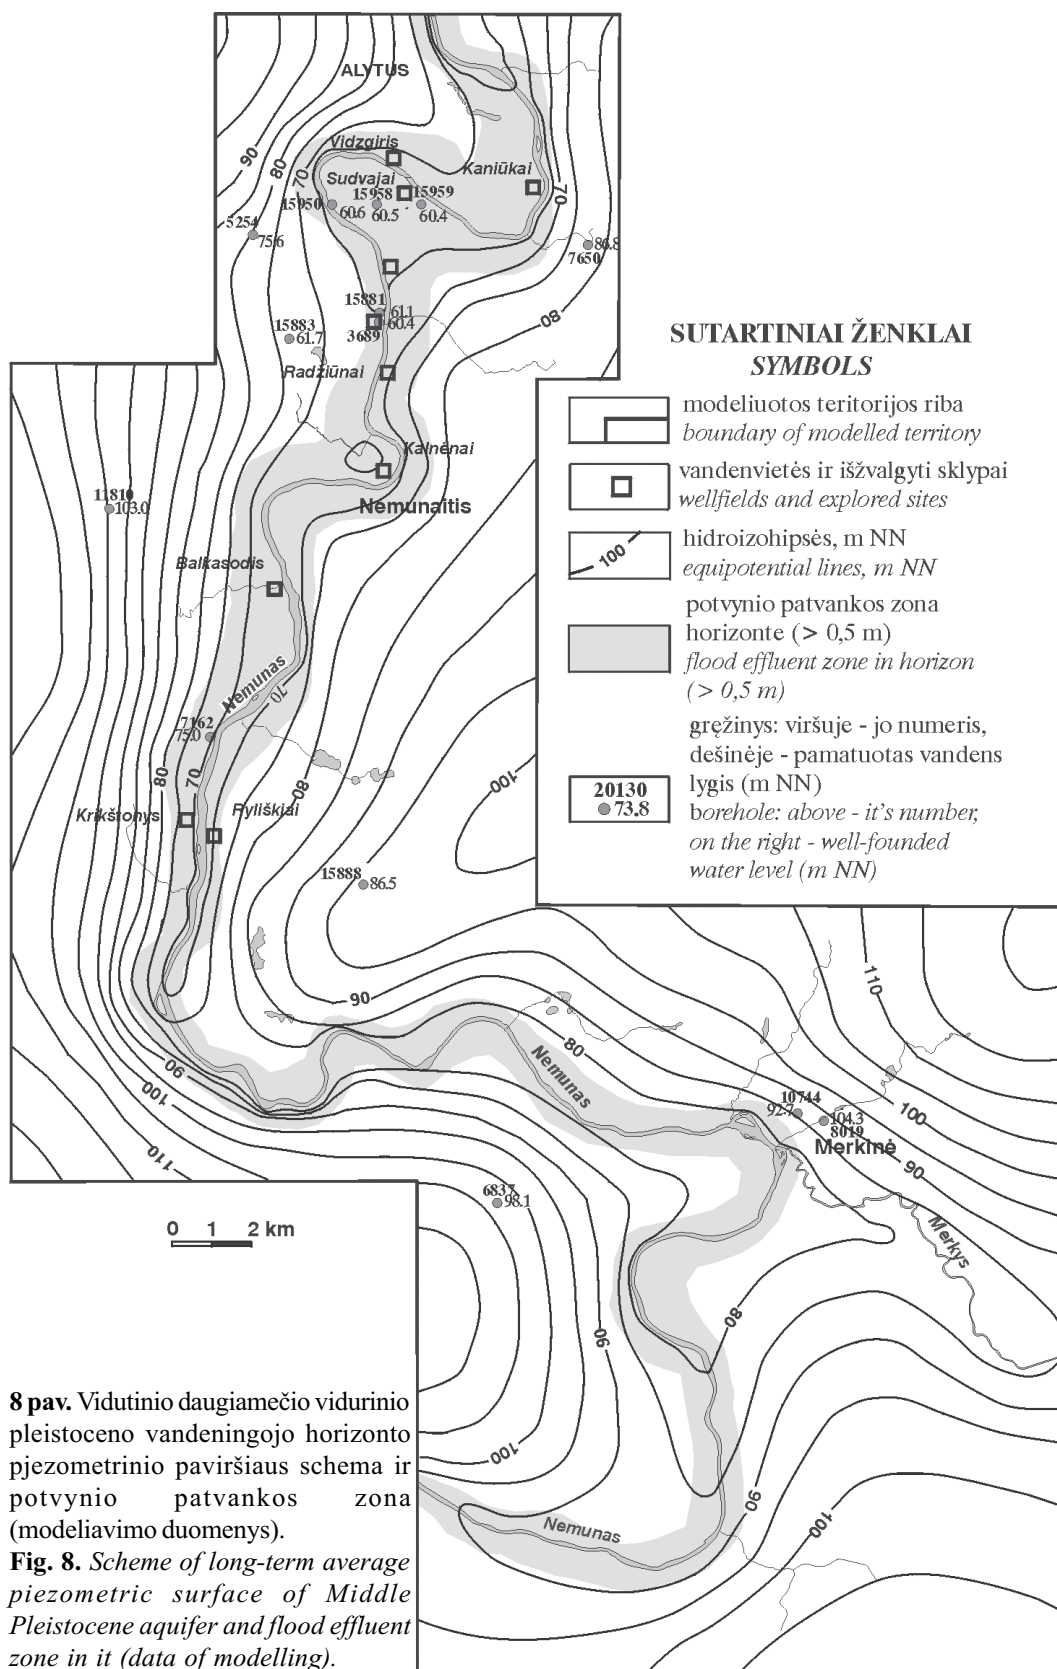 ALYTUS
90
80
70
Vidzgiris
Kaniūkai
Sudvajai
15958
15959
15950
60.6
60.5
60.4
70
5254
75.6
86.8
7650
80
15881
61.1
60.4
3689
15883
61.7
Radžiūnai
Kalnėnai
Nemunaitis
11810
103.0
Balkasodis
Nemunas
70
7162
75.0
80
70
80
100
Krikštonys
Ryliškiai
15888
86.5
SUTARTINIAI ŽENKLAI
SYMBOLS
modeliuotos teritorijos riba
boundary of modelled territory
vandenvietės ir išžvalgyti sklypai
wellfields and explored sites
100
hidroizohipsės, m NN
equipotential lines, m NN
potvynio patvankos zona
horizonte (> 0,5 m)
flood effluent zone in horizon
(> 0,5 m)
gręžinys: viršuje - jo numeris,
dešinėje - pamatuotas vandens
lygis (m NN)
20130
73.8
borehole: above - it's number,
on the right - well-founded
water level (m NN)
110
90
80
Nemunas
90
100
110
10744
92.7
104.3
8019
Merkinė
100
90
6837
98.1
Merkys
0 1 2 km
80
90
100
90
100
Nemunas
8 pav. Vidutinio daugiamečio vidurinio
pleistoceno vandeningojo horizonto
pjezometrinio paviršiaus schema ir
potvynio patvankos zona
(modeliavimo duomenys).
Fig. 8. Scheme of long-term average
piezometric surface of Middle
Pleistocene aquifer and flood effluent
zone in it (data of modelling).